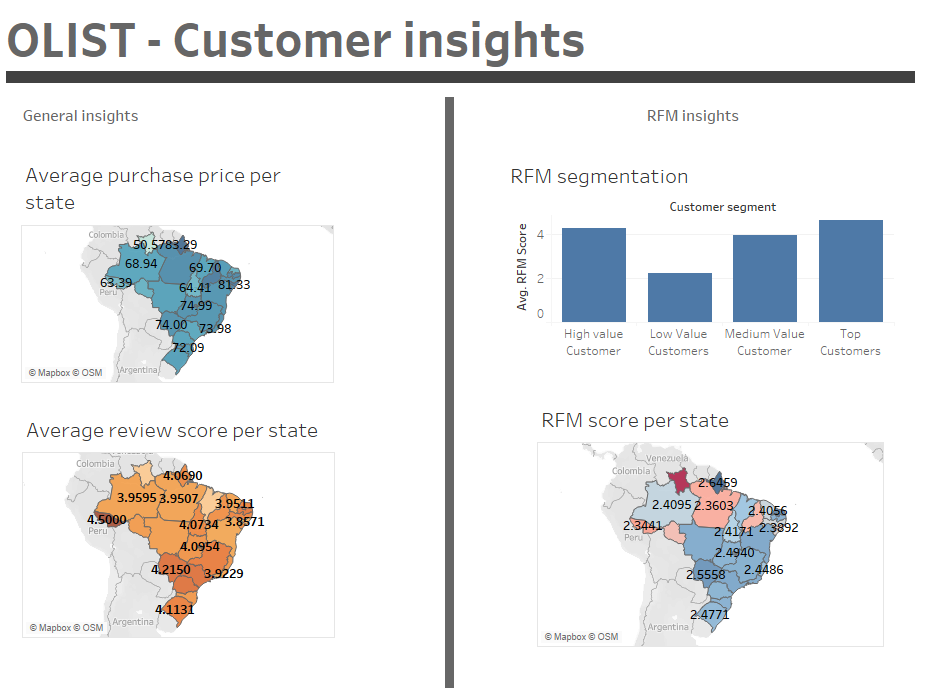 OLIST - Customer insights
General insights
Average purchase price per
state
Colombia
50.5783.29
68.94
69.70
63.39
64.41
81.33
Peru
74.99
74.00
73.98
72.09
Argentina
© Mapbox © OSM
Average review score per state
Colombia
4.0690
3.9595
3.9507
3.9511
4.5000
4.0734
3.8571
Peru
4.0954
4.2150
3.9229
4.1131
Argentina
© Mapbox © OSM
RFM insights
RFM segmentation
Customer segment
Avg. RFM Score
4
2
0
High value
Customer
Low Value
Customers
Medium Value
Customer
Top
Customers
RFM score per state
Venezuela
Colombia
2.6459
2.4095
2.3603
2.4056
2.3441
2.4171
2.3892
Peru
2.4940
2.5558
2.4486
2.4771
Argentina
© Mapbox © OSM